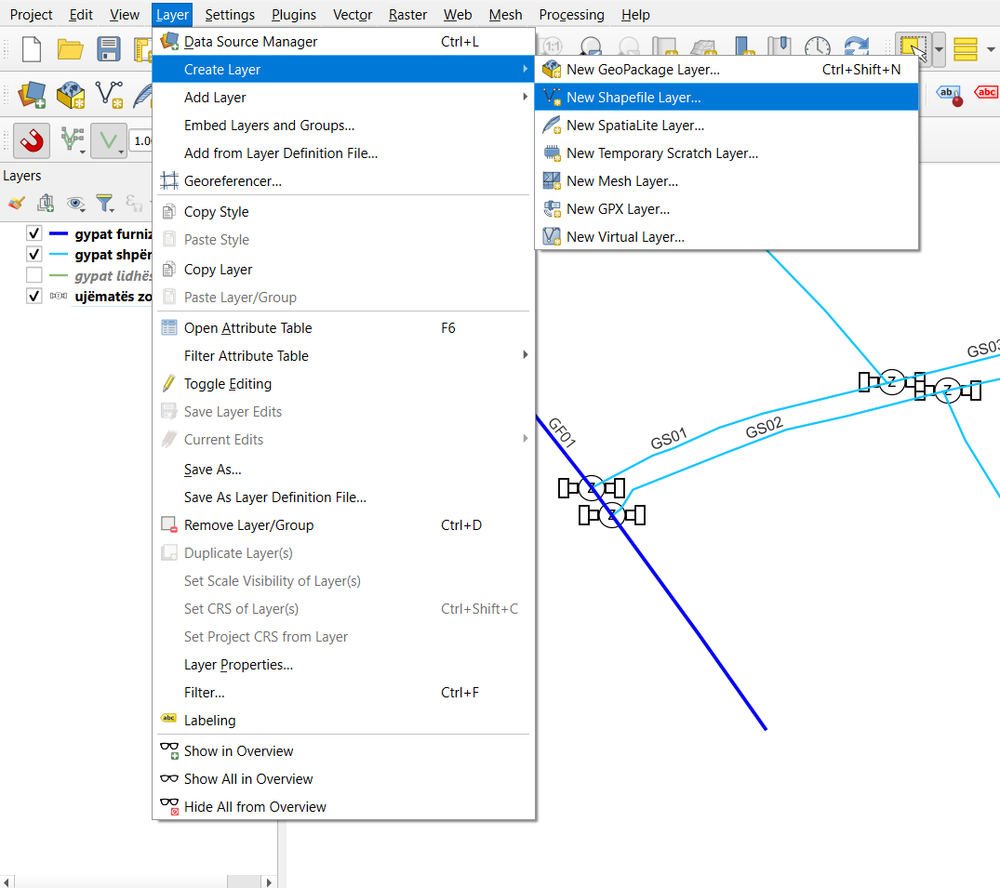 Project Edit View Layer Settings Plugins Vector Raster Web Mesh Processing Help
Data Source Manager Ctrl+L
Create Layer
Add Layer
Embed Layers and Groups...
Add from Layer Definition File...
Georeferencer...
Copy Style
Paste Style
Copy Layer
Paste Layer/Group
Open Attribute Table F6
Filter Attribute Table
Toggle Editing
Save Layer Edits
Current Edits
Save As...
Save As Layer Definition File...
Remove Layer/Group Ctrl+D
Duplicate Layer(s)
Set Scale Visibility of Layer(s)
Set CRS of Layer(s) Ctrl+Shift+C
Set Project CRS from Layer
Layer Properties...
Filter... Ctrl+F
abc Labeling
Show in Overview
Show All in Overview
Hide All from Overview
New GeoPackage Layer... Ctrl+Shift+N
New Shapefile Layer...
New SpatiaLite Layer...
New Temporary Scratch Layer...
New Mesh Layer...
New GPX Layer...
New Virtual Layer...
1:1
ab
abc
1.0
Layers
gypat furniz
gypat shpër
gypat lidhës
ujëmatës zo
GS03
Z
Z
GF01
GS01
GS02
Z
Z